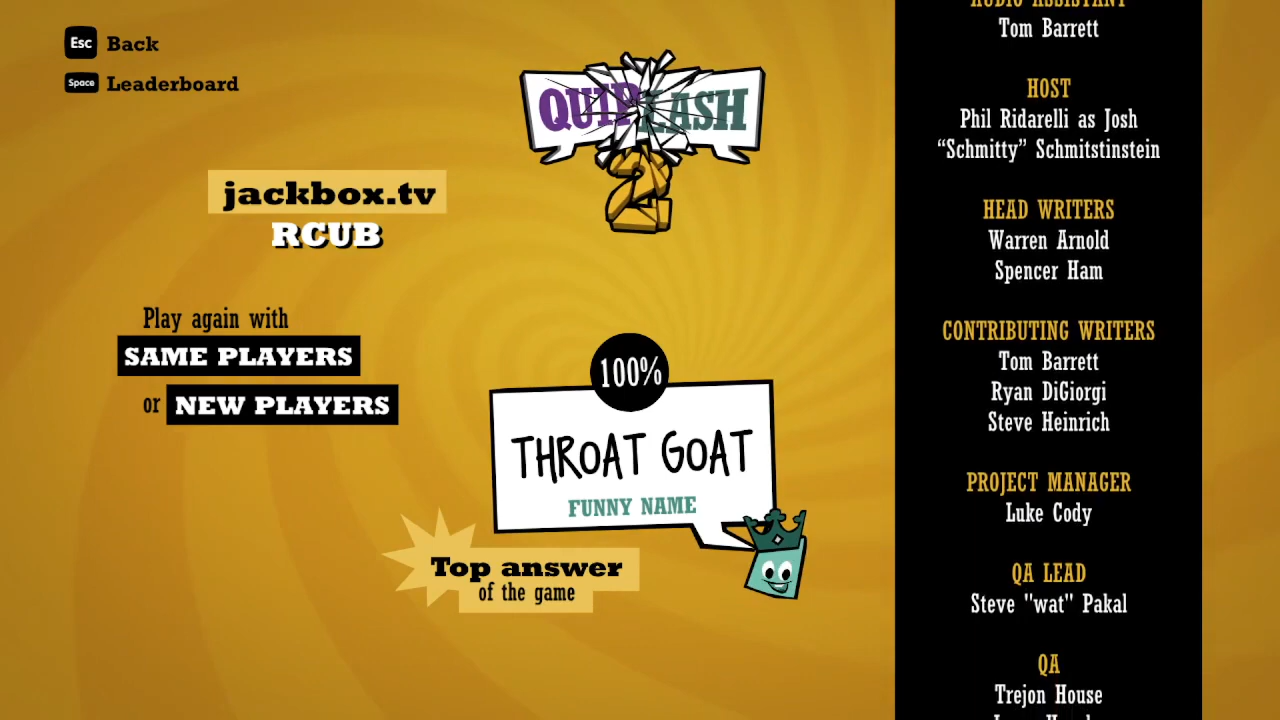 Esc Back
Space Leaderboard
QUIPLASH
2
jackbox.tv
RCUB
Play again with
SAME PLAYERS
or NEW PLAYERS
100%
THROAT GOAT
FUNNY NAME
Top answer
of the game
AUDIO ASSISTANT
Tom Barrett
HOST
Phil Ridarelli as Josh
“Schmitty” Schmitstinstein
HEAD WRITERS
Warren Arnold
Spencer Ham
CONTRIBUTING WRITERS
Tom Barrett
Ryan DiGiorgi
Steve Heinrich
PROJECT MANAGER
Luke Cody
QA LEAD
Steve "wat" Pakal
QA
Trejon House